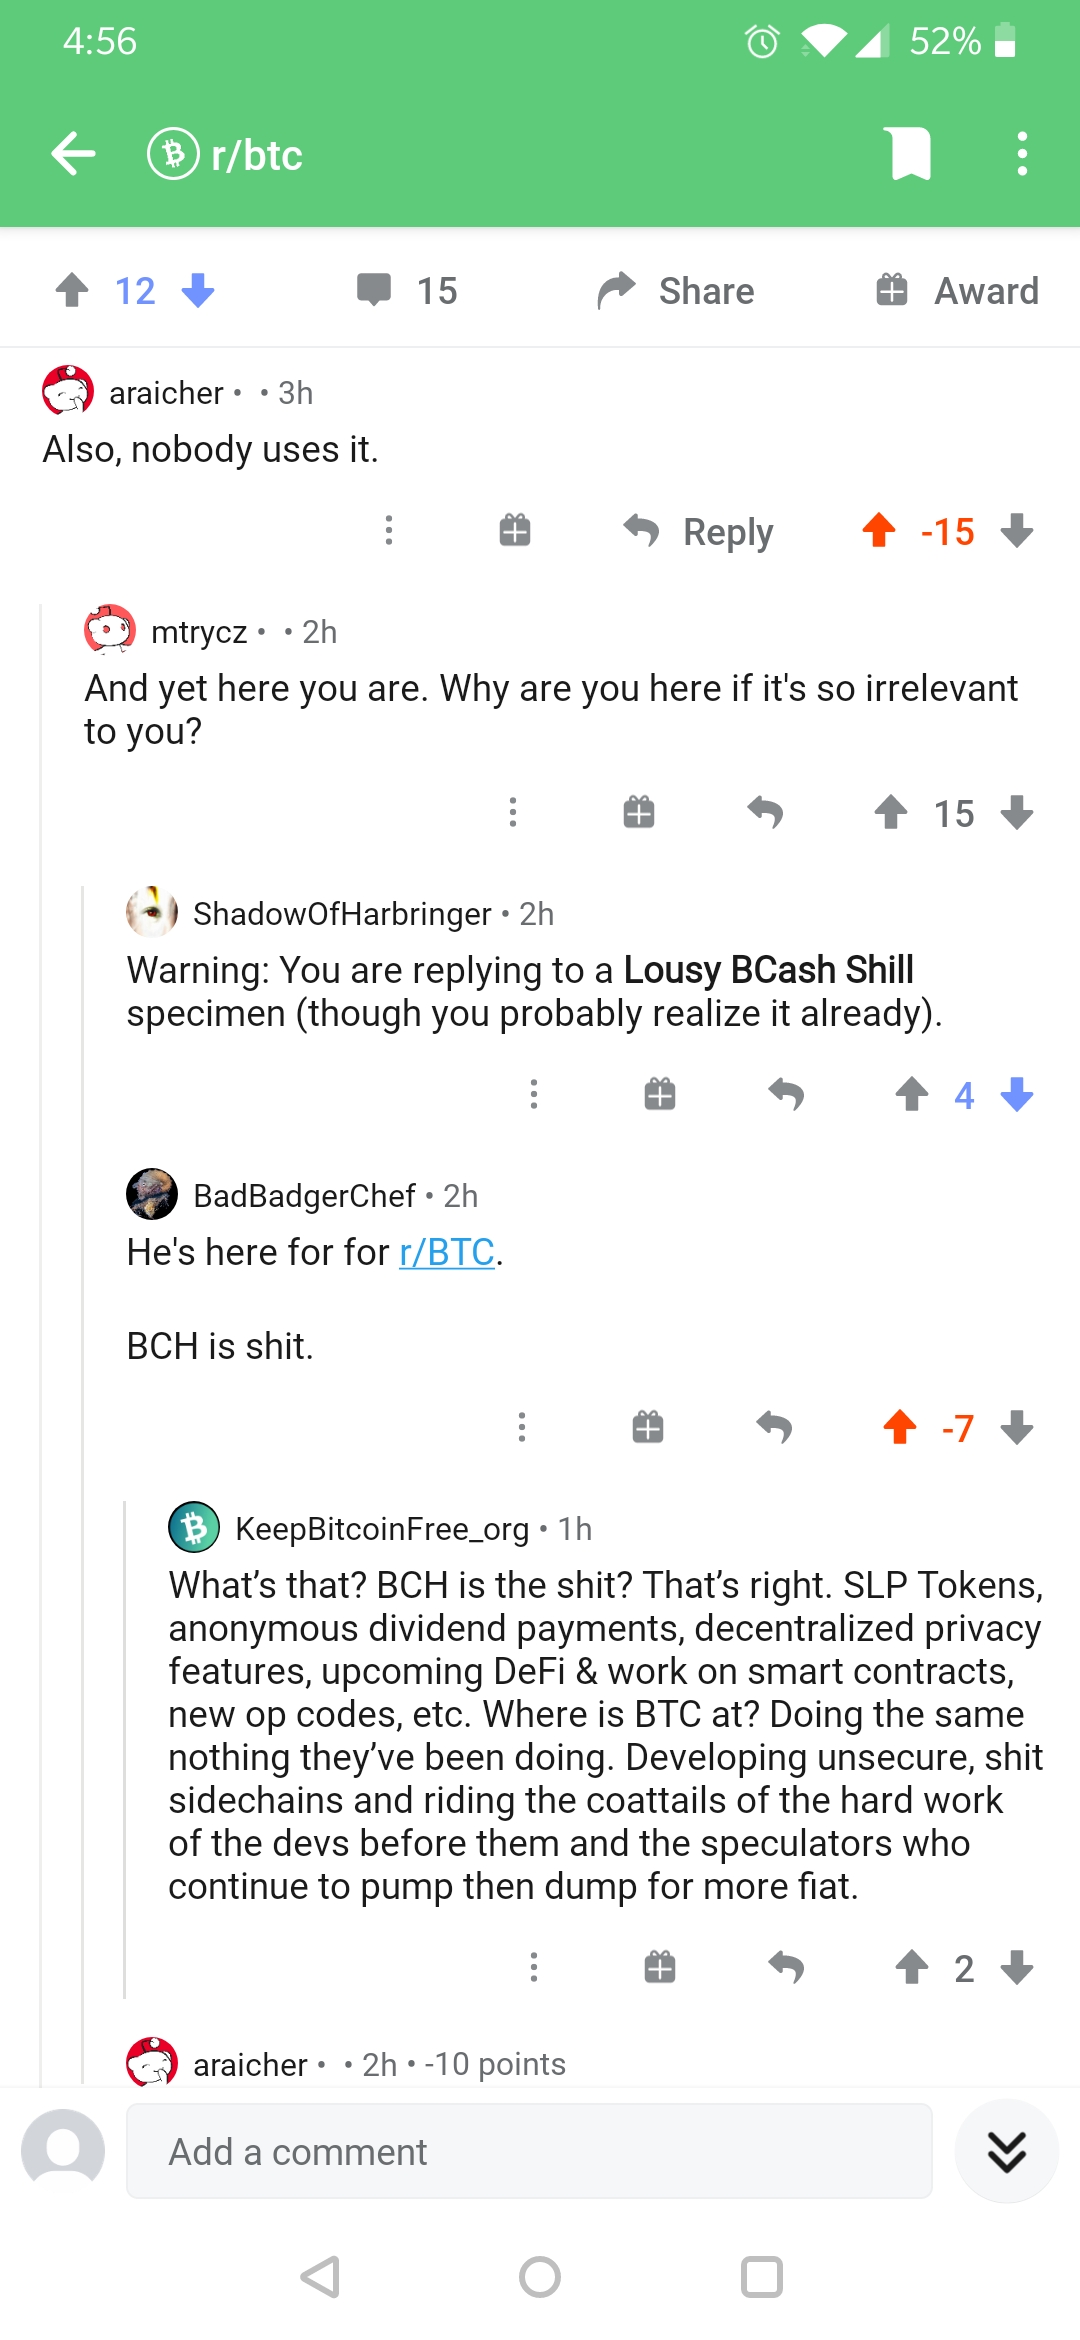 4:56
52%
r/btc
12
15
Share
Award
araicher • • 3h
Also, nobody uses it.
Reply
-15
mtrycz • • 2h
And yet here you are. Why are you here if it's so irrelevant
to you?
15
ShadowOfHarbringer • 2h
Warning: You are replying to a Lousy BCash Shill
specimen (though you probably realize it already).
4
BadBadgerChef • 2h
He's here for for r/BTC.
BCH is shit.
-7
KeepBitcoinFree_org • 1h
What’s that? BCH is the shit? That’s right. SLP Tokens,
anonymous dividend payments, decentralized privacy
features, upcoming DeFi & work on smart contracts,
new op codes, etc. Where is BTC at? Doing the same
nothing they’ve been doing. Developing unsecure, shit
sidechains and riding the coattails of the hard work
of the devs before them and the speculators who
continue to pump then dump for more fiat.
2
araicher • • 2h • -10 points
Add a comment